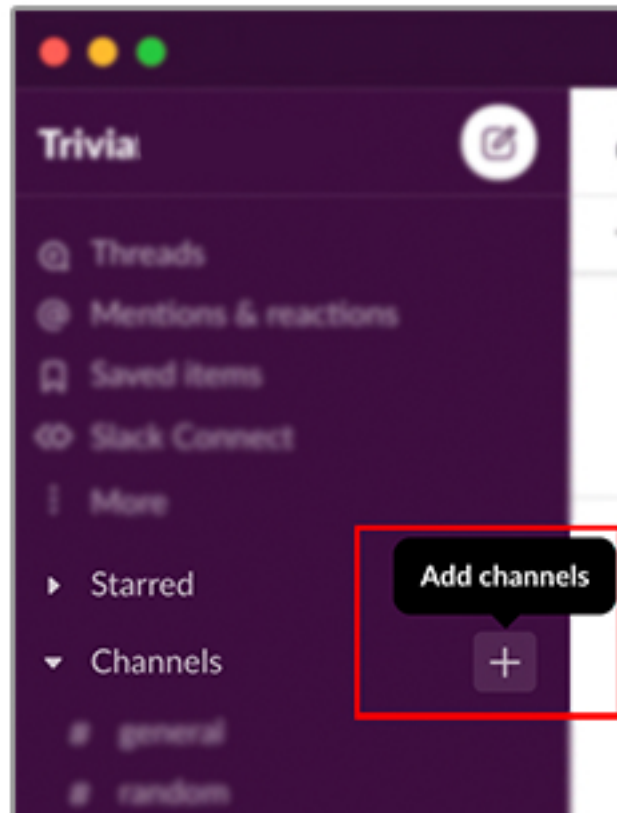 Trivia
Threads
Mentions & reactions
Saved items
Slack Connect
More
Starred
Add channels
Channels
# general
# random